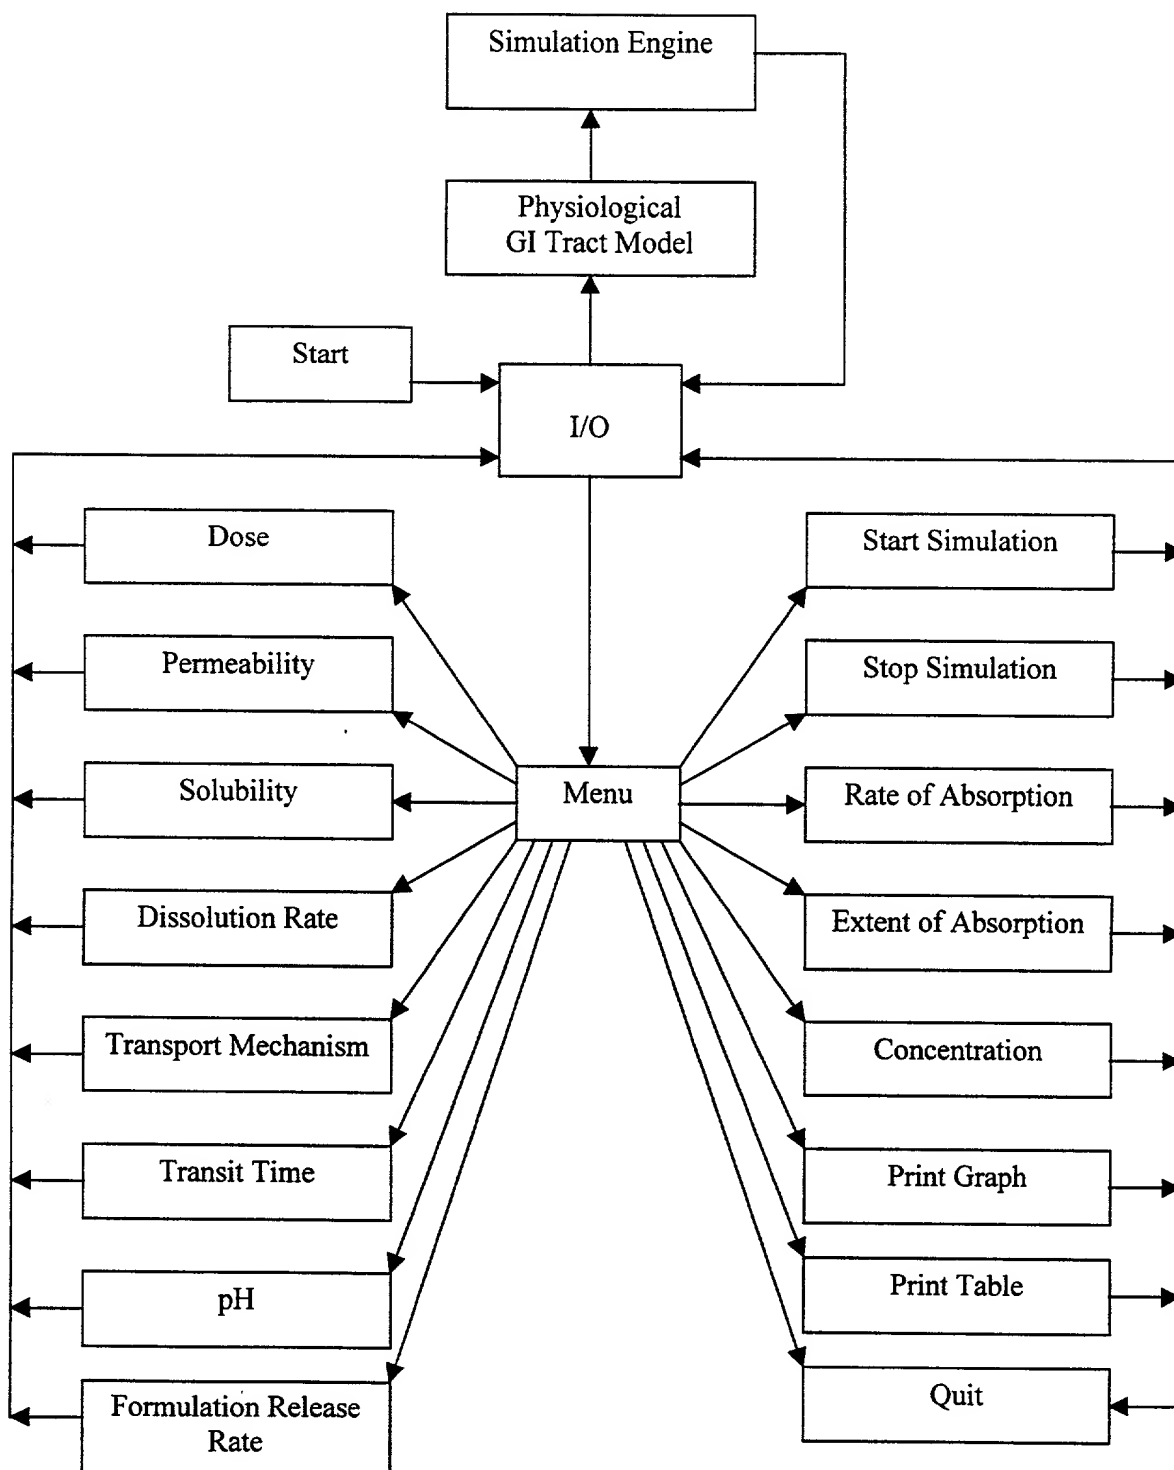 Simulation Engine
Physiological
GI Tract Model
Start
I/O
Dose
Start Simulation
Permeability
Stop Simulation
Solubility
Menu
Rate of Absorption
Dissolution Rate
Extent of Absorption
Transport Mechanism
Concentration
Transit Time
Print Graph
pH
Print Table
Formulation Release
Rate
Quit